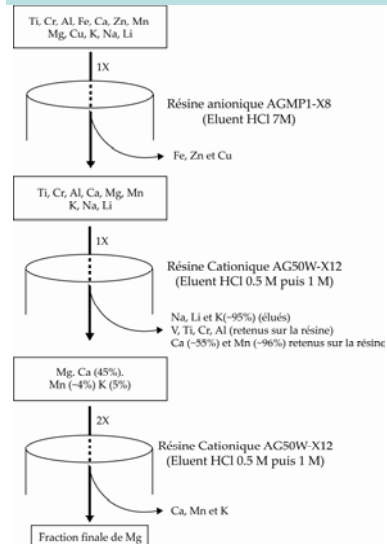 Ti, Cr, Al, Fe, Ca, Zn, Mn
Mg, Cu, K, Na, Li
1X
Résine anionique AGMP1-X8
(Eluent HCl 7M)
Fe, Zn et Cu
Ti, Cr, Al, Ca, Mg, Mn
K, Na, Li
1X
Résine Cationique AG50W-X12
(Eluent HCl 0.5 M puis 1 M)
Na, Li et K(~95%) (élués)
V, Ti, Cr, Al (retenus sur la résine)
Ca (~55%) et Mn (~96%) retenus sur la résine
Mg. Ca (45%).
Mn (~4%) K (5%)
2X
Résine Cationique AG50W-X12
(Eluent HCl 0.5 M puis 1 M)
Ca, Mn et K
Fraction finale de Mg